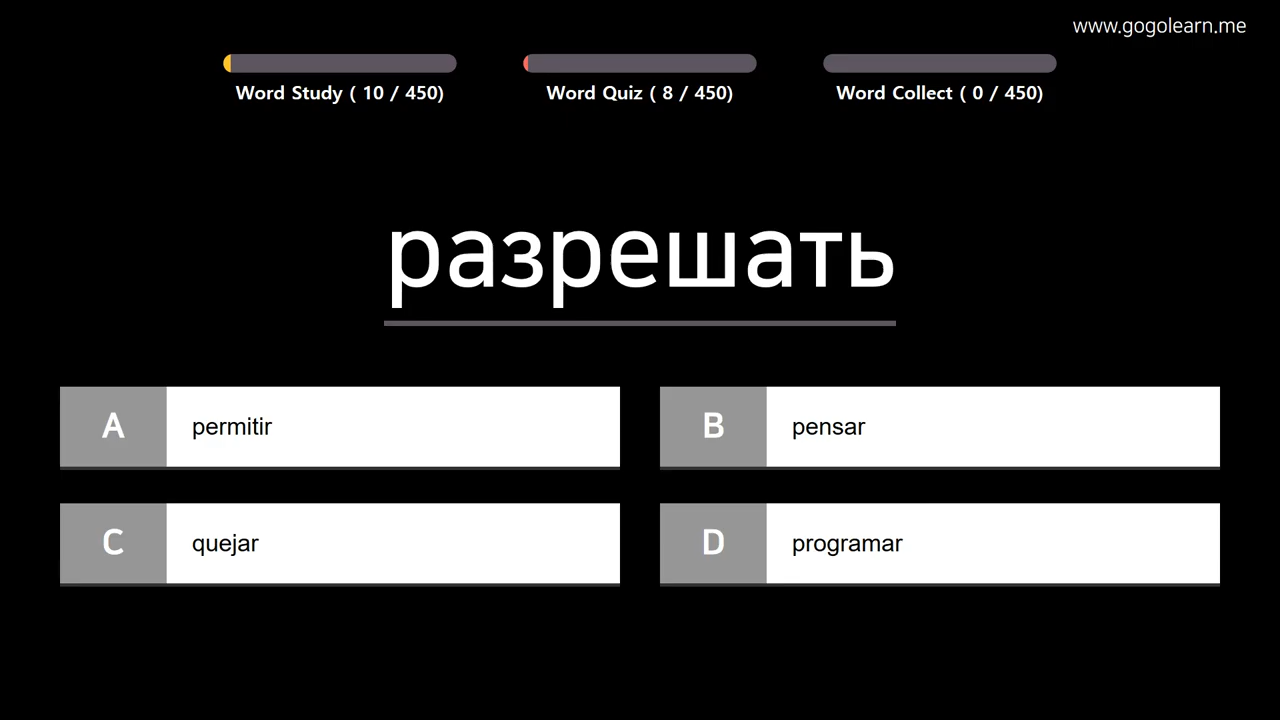 www.gogolearn.me
Word Study ( 10 / 450)
Word Quiz ( 8 / 450)
Word Collect ( 0 / 450)
разрешать
A permitir
B pensar
C quejar
D programar